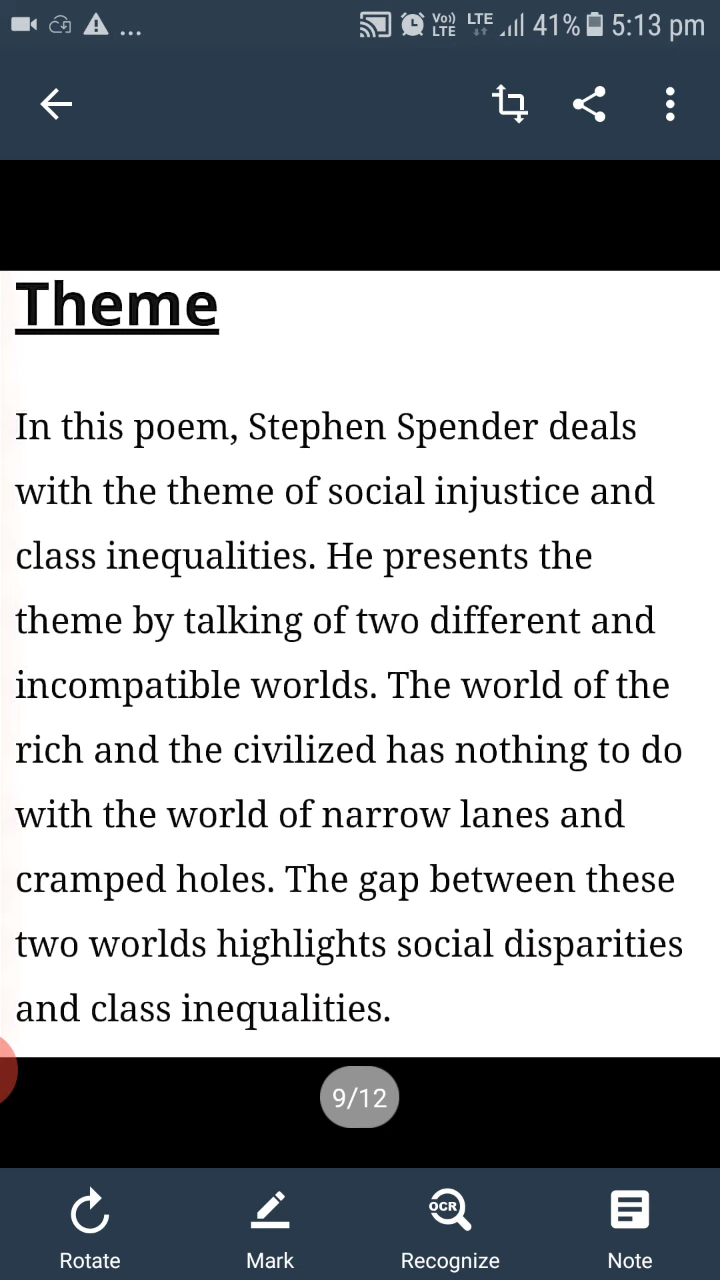 ... Vo)) LTE LTE 41% 5:13 pm
Theme
In this poem, Stephen Spender deals
with the theme of social injustice and
class inequalities. He presents the
theme by talking of two different and
incompatible worlds. The world of the
rich and the civilized has nothing to do
with the world of narrow lanes and
cramped holes. The gap between these
two worlds highlights social disparities
and class inequalities.
9/12
OCR
Rotate Mark Recognize Note